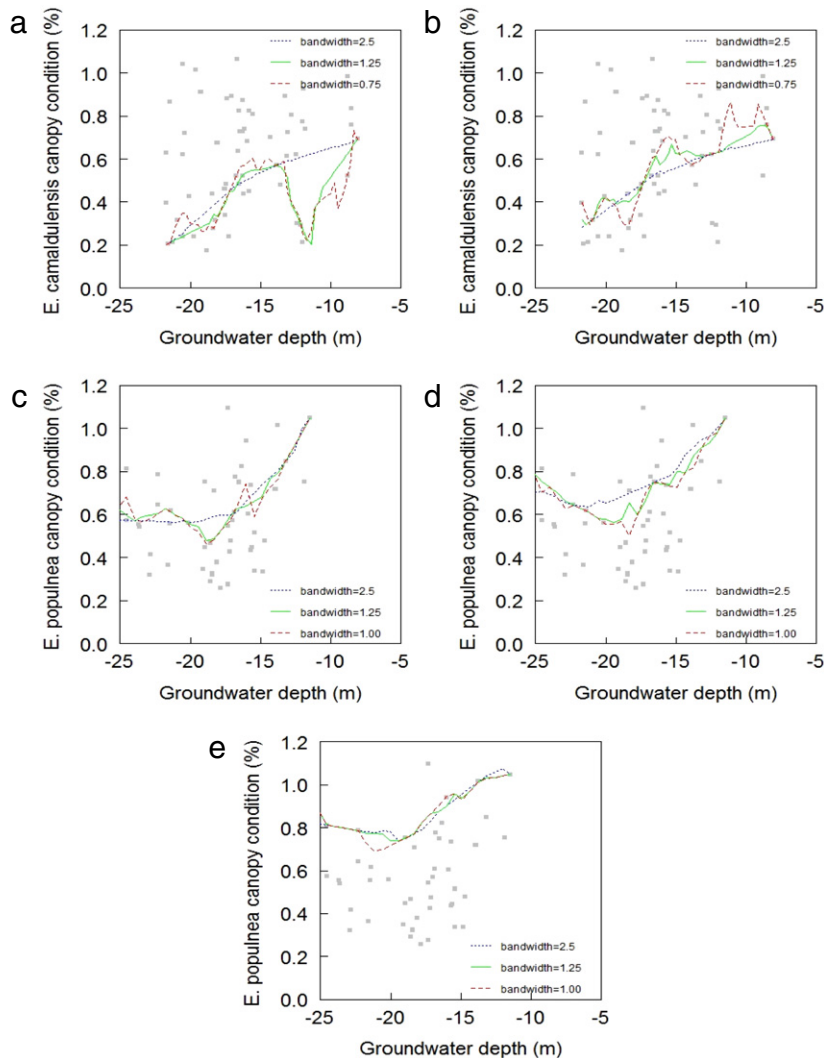 a
E. camaldulensis canopy condition (%)
1.2
1.0
0.8
0.6
0.4
0.2
0.0
bandwidth=2.5
bandwidth=1.25
bandwidth=0.75
-25 -20 -15 -10 -5
Groundwater depth (m)
b
E. camaldulensis canopy condition (%)
1.2
1.0
0.8
0.6
0.4
0.2
0.0
bandwidth=2.5
bandwidth=1.25
bandwidth=0.75
-25 -20 -15 -10 -5
Groundwater depth (m)
c
E. populnea canopy condition (%)
1.2
1.0
0.8
0.6
0.4
0.2
0.0
bandwidth=2.5
bandwidth=1.25
bandwidth=1.00
-25 -20 -15 -10 -5
Groundwater depth (m)
d
E. populnea canopy condition (%)
1.2
1.0
0.8
0.6
0.4
0.2
0.0
bandwidth=2.5
bandwidth=1.25
bandwidth=1.00
-25 -20 -15 -10 -5
Groundwater depth (m)
e
E. populnea canopy condition (%)
1.2
1.0
0.8
0.6
0.4
0.2
0.0
bandwidth=2.5
bandwidth=1.25
bandwidth=1.00
-25 -20 -15 -10 -5
Groundwater depth (m)